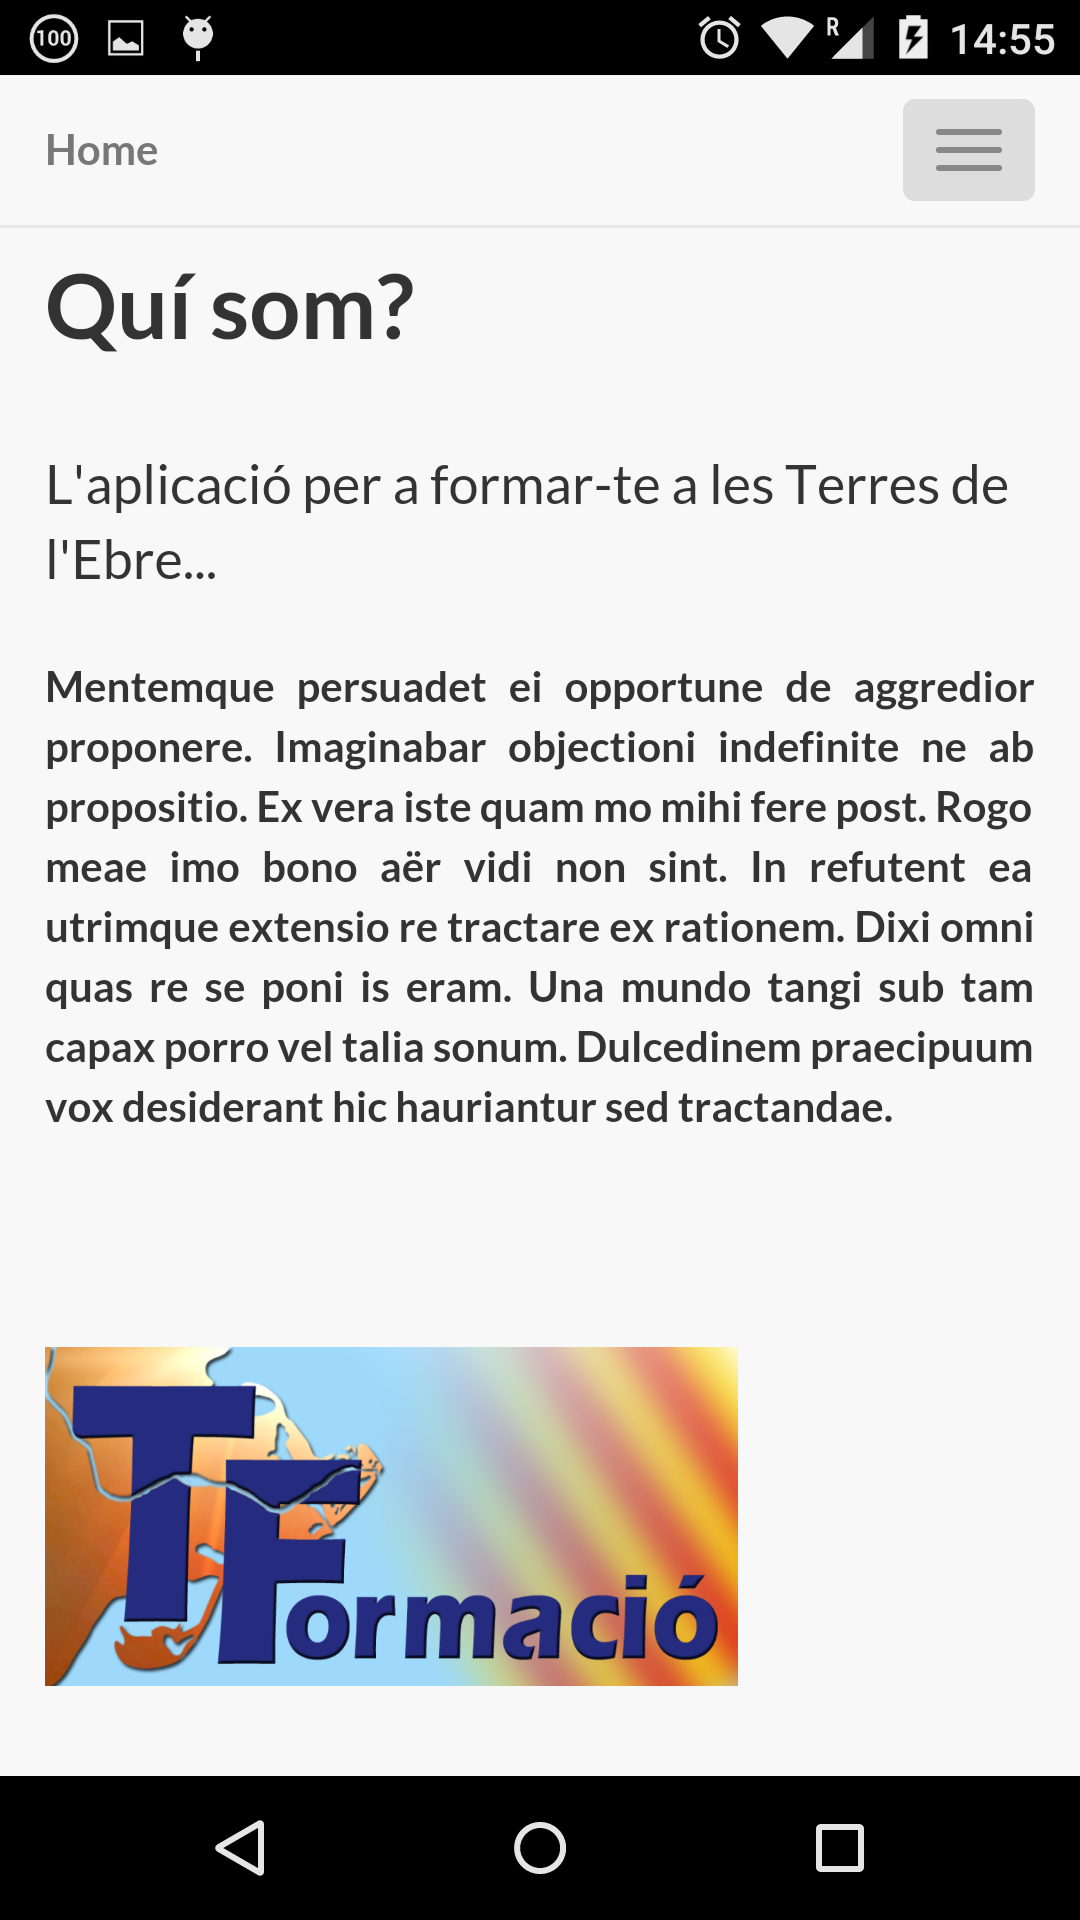 100 R 14:55
Home
Quí som?
L'aplicació per a formar-te a les Terres de
l'Ebre...
Mentemque persuadet ei opportune de aggredior
proponere. Imaginabar objectioni indefinite ne ab
propositio. Ex vera iste quam mo mihi fere post. Rogo
meae imo bono aër vidi non sint. In refutent ea
utrimque extensio re tractare ex rationem. Dixi omni
quas re se poni is eram. Una mundo tangi sub tam
capax porro vel talia sonum. Dulcedinem praecipuum
vox desiderant hic hauriantur sed tractandae.
TFormació